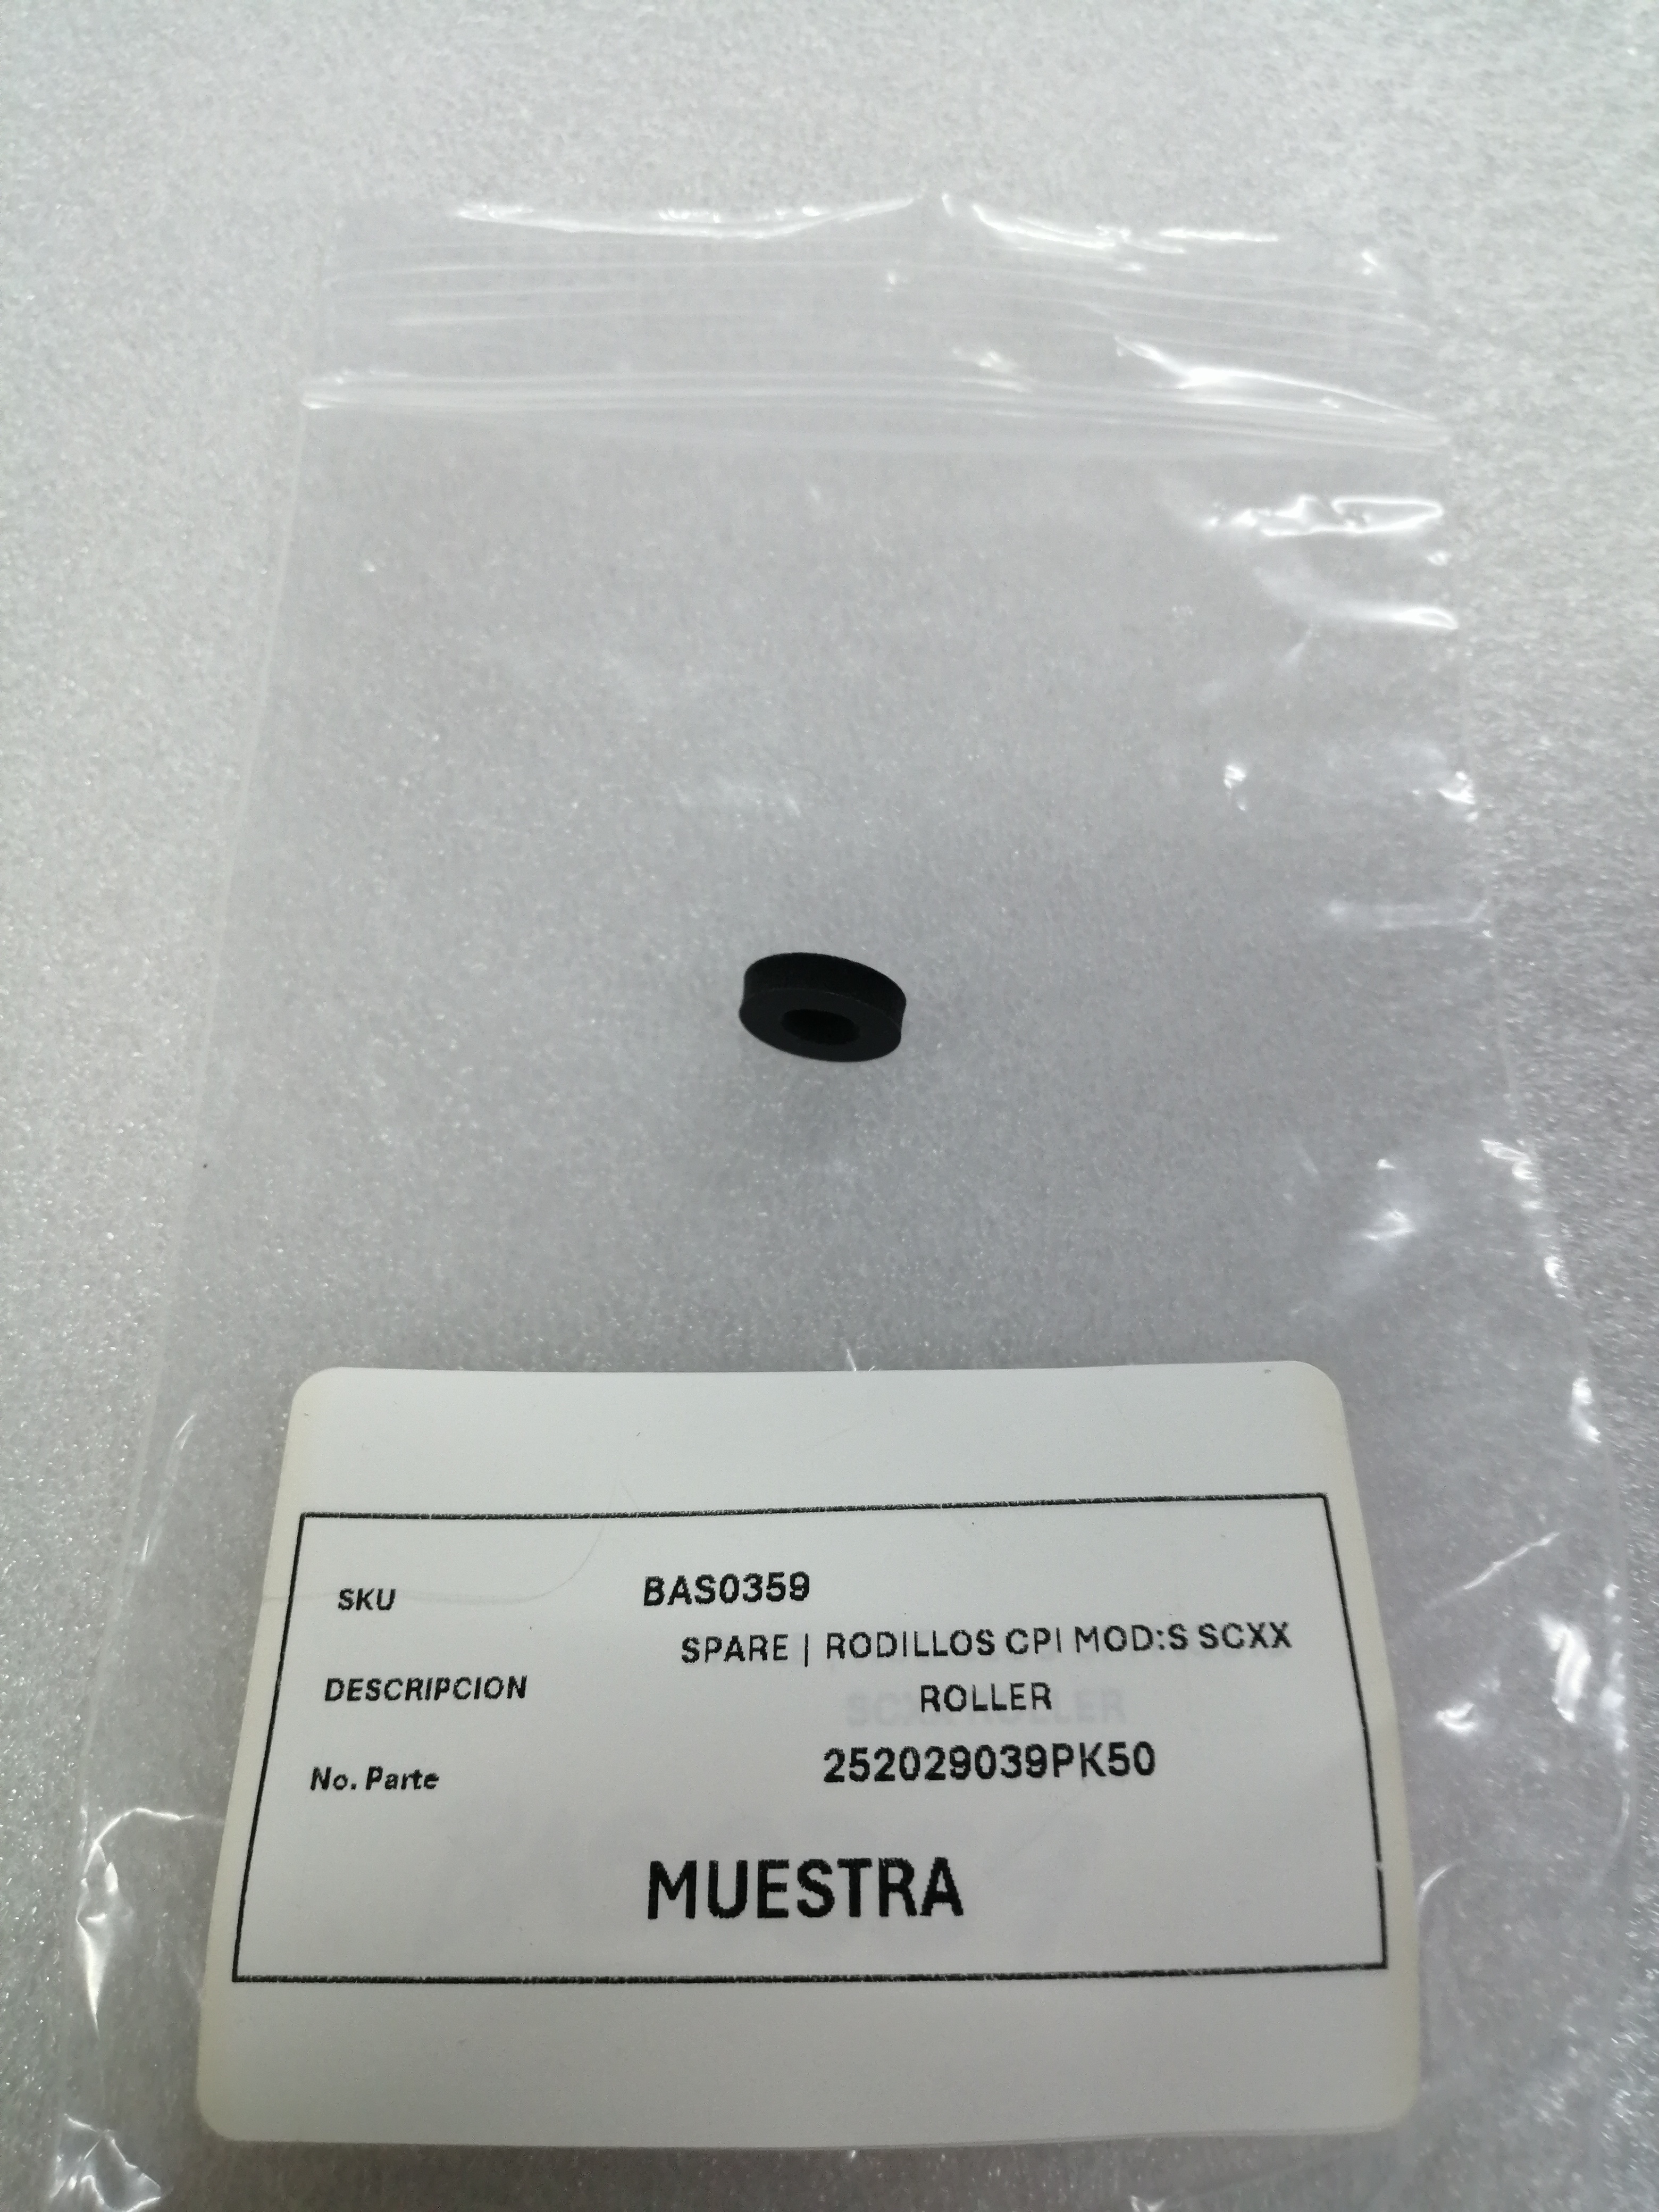 SKU BAS0359
SPARE | RODILLOS CPI MOD:S SCXX
DESCRIPCION
ROLLER
No. Parte 252029039PK50
MUESTRA